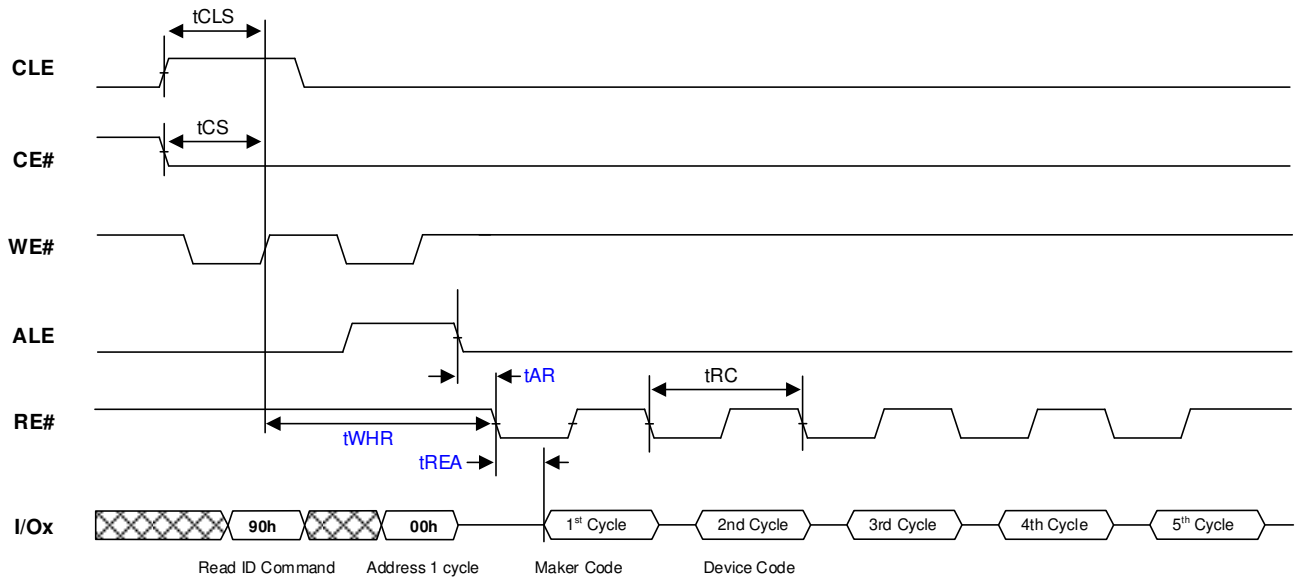 tCLS
CLE
tCS
CE#
WE#
ALE
tAR
tRC
RE#
tWHR
tREA
I/Ox 90h 00h 1st Cycle 2nd Cycle 3rd Cycle 4th Cycle 5th Cycle
Read ID Command Address 1 cycle Maker Code Device Code